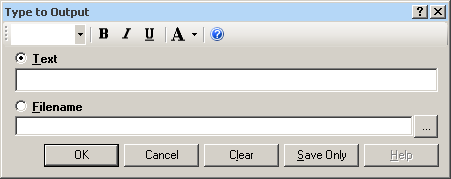 Type to Output
B I U A
Text
Filename
...
OK Cancel Clear Save Only Help